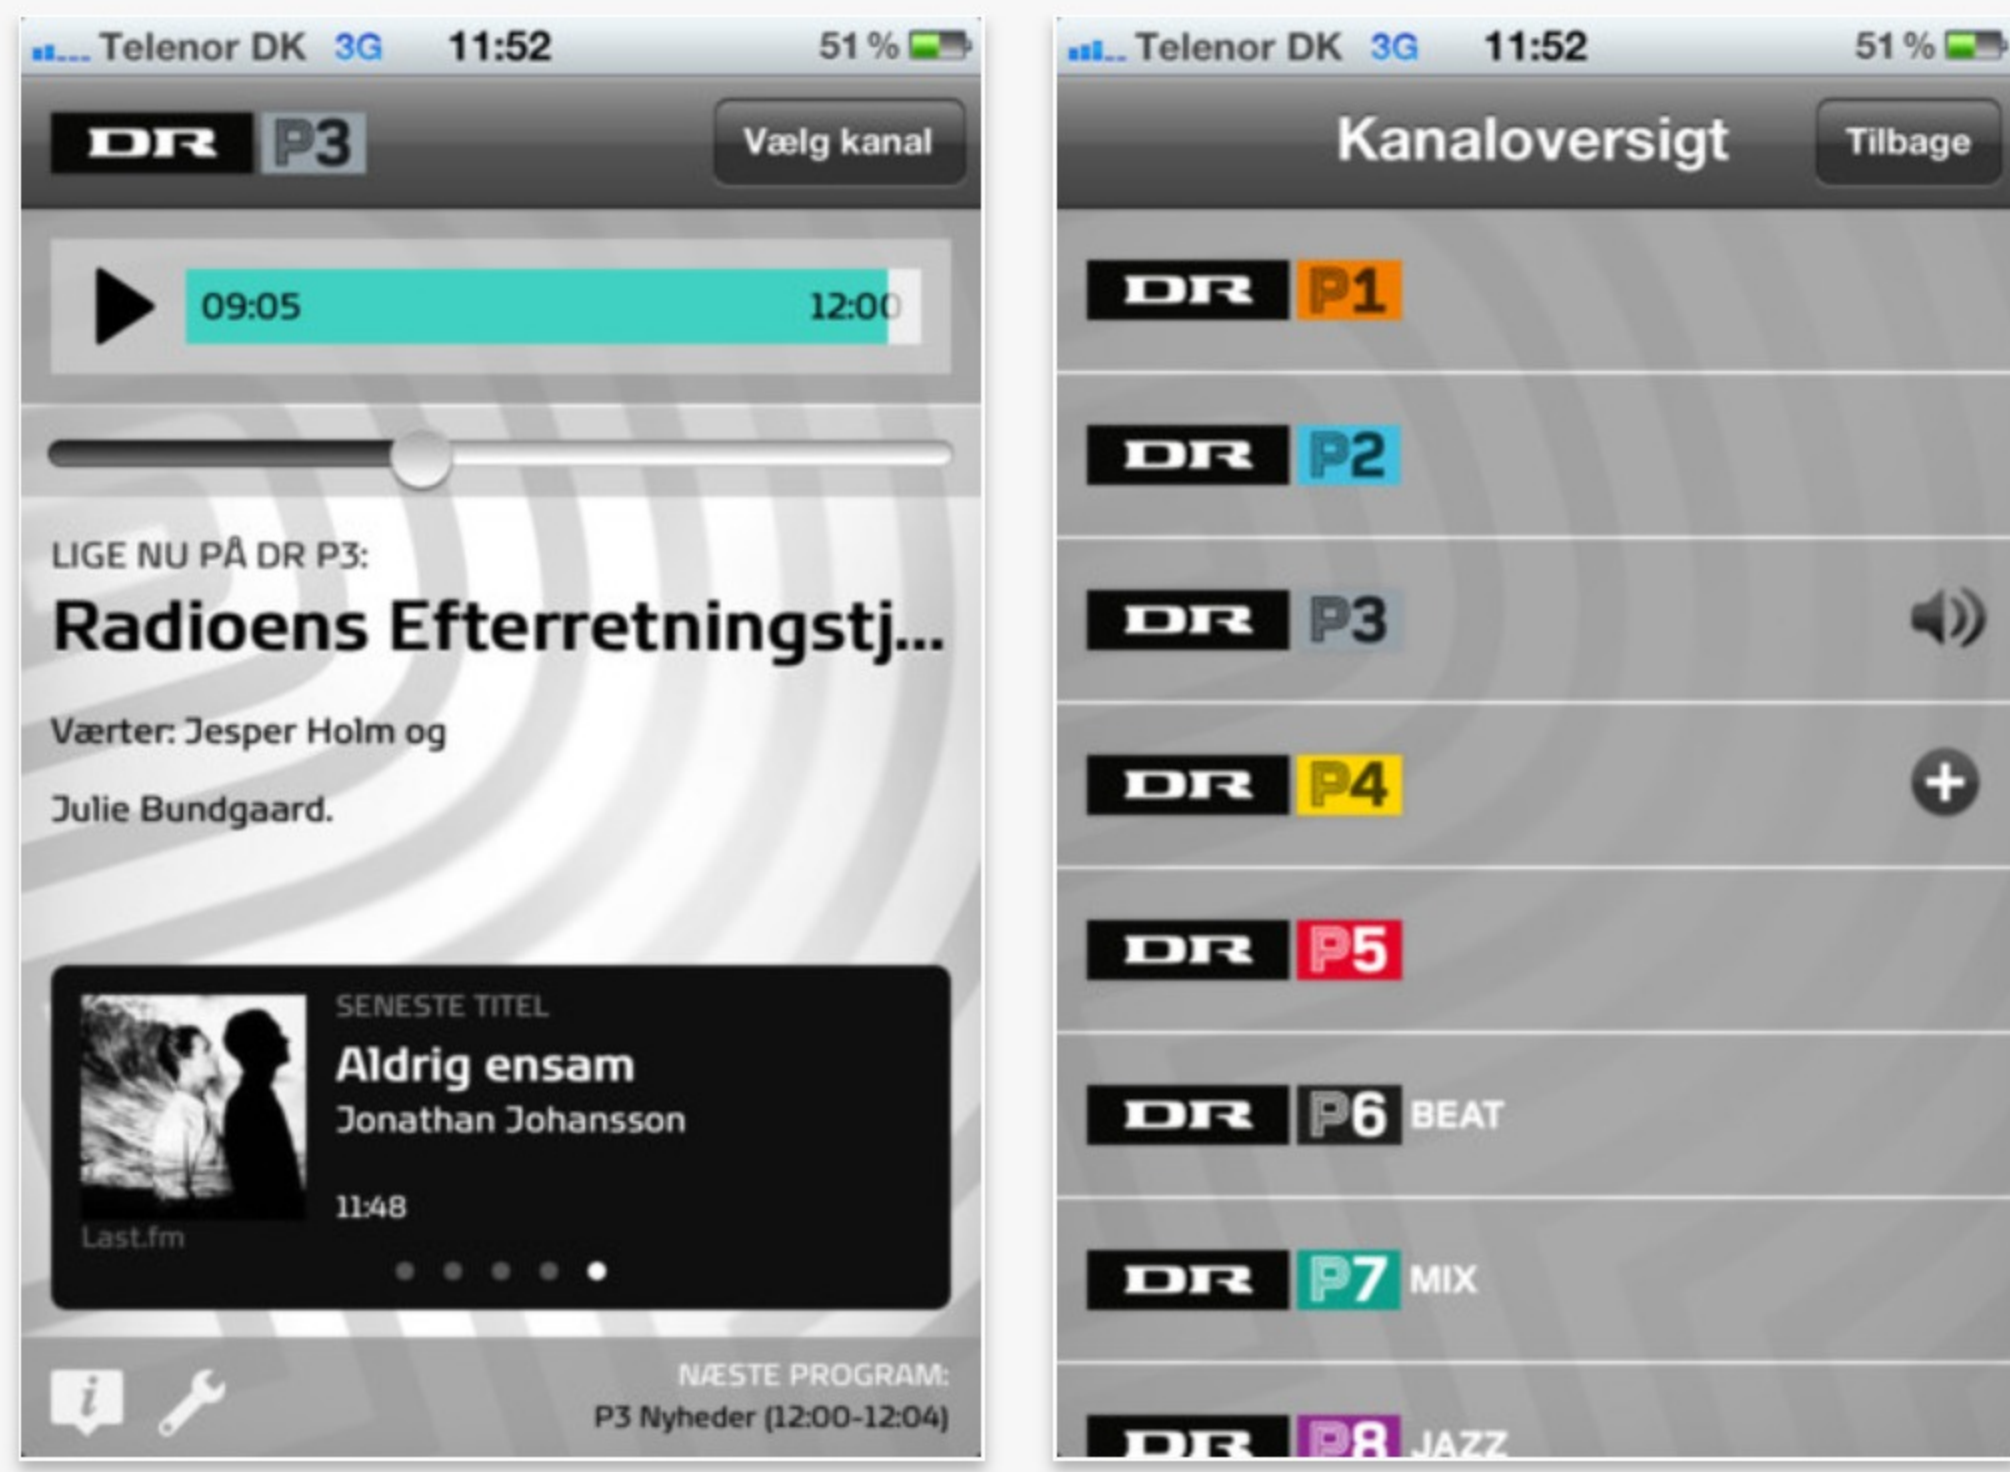 Telenor DK 3G 11:52 51 %
DR P3 Vælg kanal
09:05 12:00
LIGE NU PÅ DR P3:
Radioens Efterretningstj...
Værter: Jesper Holm og
Julie Bundgaard.
SENESTE TITEL
Aldrig ensam
Jonathan Johansson
11:48
Last.fm
NÆSTE PROGRAM:
P3 Nyheder (12:00-12:04)
Telenor DK 3G 11:52 51 %
Kanaloversigt Tilbage
DR P1
DR P2
DR P3
DR P4
DR P5
DR P6 BEAT
DR P7 MIX
DR P8 JAZZ